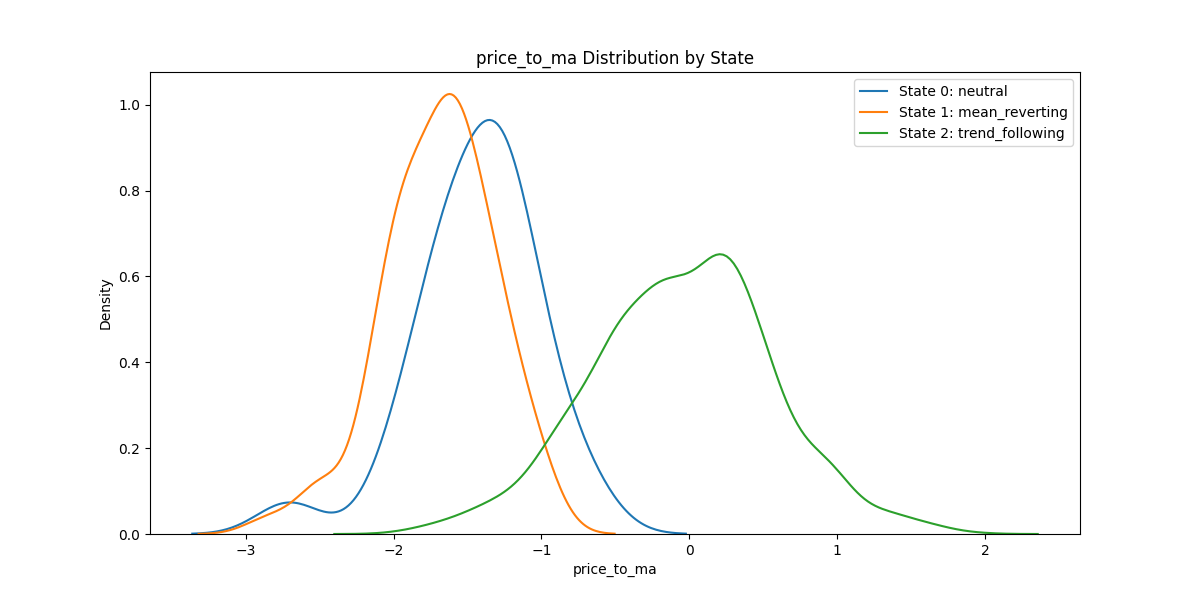 price_to_ma Distribution by State
State 0: neutral
State 1: mean_reverting
State 2: trend_following
Density
1.0
0.8
0.6
0.4
0.2
0.0
−3
−2
−1
0
1
2
price_to_ma